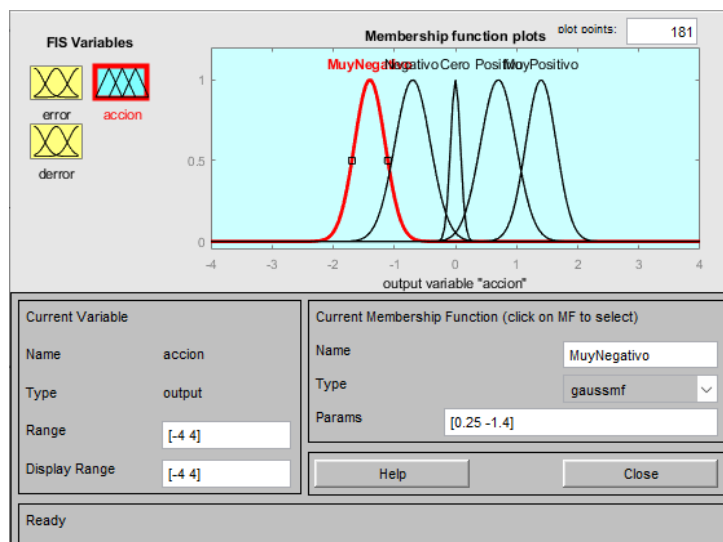 FIS Variables
Membership function plots
plot points:
181
error
accion
derror
MuyNegativo
Negativo
Cero
Positivo
MuyPositivo
1
0.5
0
-4
-3
-2
-1
0
1
2
3
4
output variable "accion"
Current Variable
Name
accion
Type
output
Range
[-4 4]
Display Range
[-4 4]
Current Membership Function (click on MF to select)
Name
MuyNegativo
Type
gaussmf
Params
[0.25 -1.4]
Help
Close
Ready